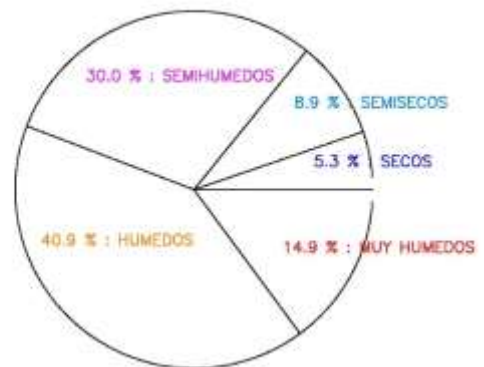 30.0 % : SEMIHUMEDOS
8.9 % : SEMISECOS
5.3 % : SECOS
40.9 % : HUMEDOS
14.9 % : MUY HUMEDOS